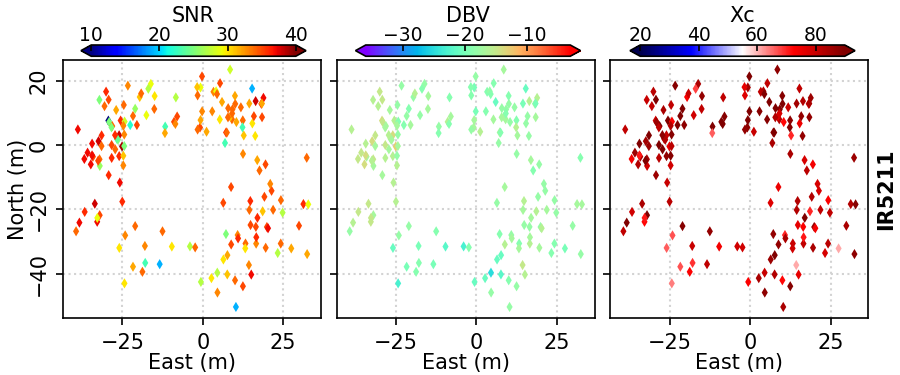 SNR DBV Xc
10 20 30 40 −30 −20 −10 20 40 60 80
20
0
−20
−40
North (m)
IR5211
−25 0 25 −25 0 25 −25 0 25
East (m) East (m) East (m)